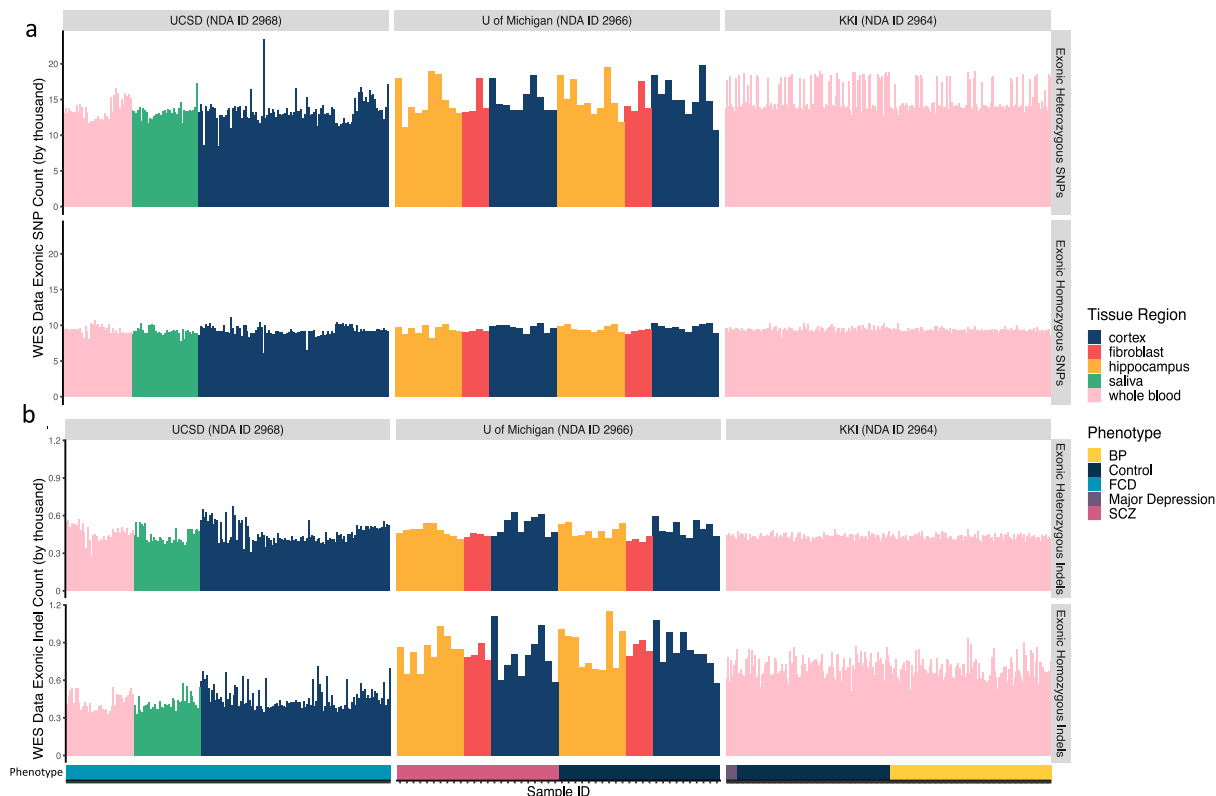 a
UCSD (NDA ID 2968)
U of Michigan (NDA ID 2966)
KKI (NDA ID 2964)
WES Data Exonic SNP Count (by thousand)
20
15
10
5
0
Exonic Heterozygous SNPs
20
15
10
5
0
Exonic Homozygous SNPs
b
UCSD (NDA ID 2968)
U of Michigan (NDA ID 2966)
KKI (NDA ID 2964)
WES Data Exonic Indel Count (by thousand)
1.2
0.9
0.6
0.3
0
Exonic Heterozygous Indels
1.2
0.9
0.6
0.3
0
Exonic Homozygous Indels
Phenotype
Sample ID
Tissue Region
cortex
fibroblast
hippocampus
saliva
whole blood
Phenotype
BP
Control
FCD
Major Depression
SCZ